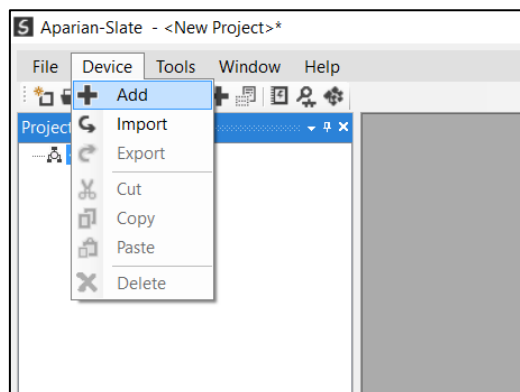 Aparian-Slate - <New Project>*
File Device Tools Window Help
Add
Project
Import
Export
Cut
Copy
Paste
Delete